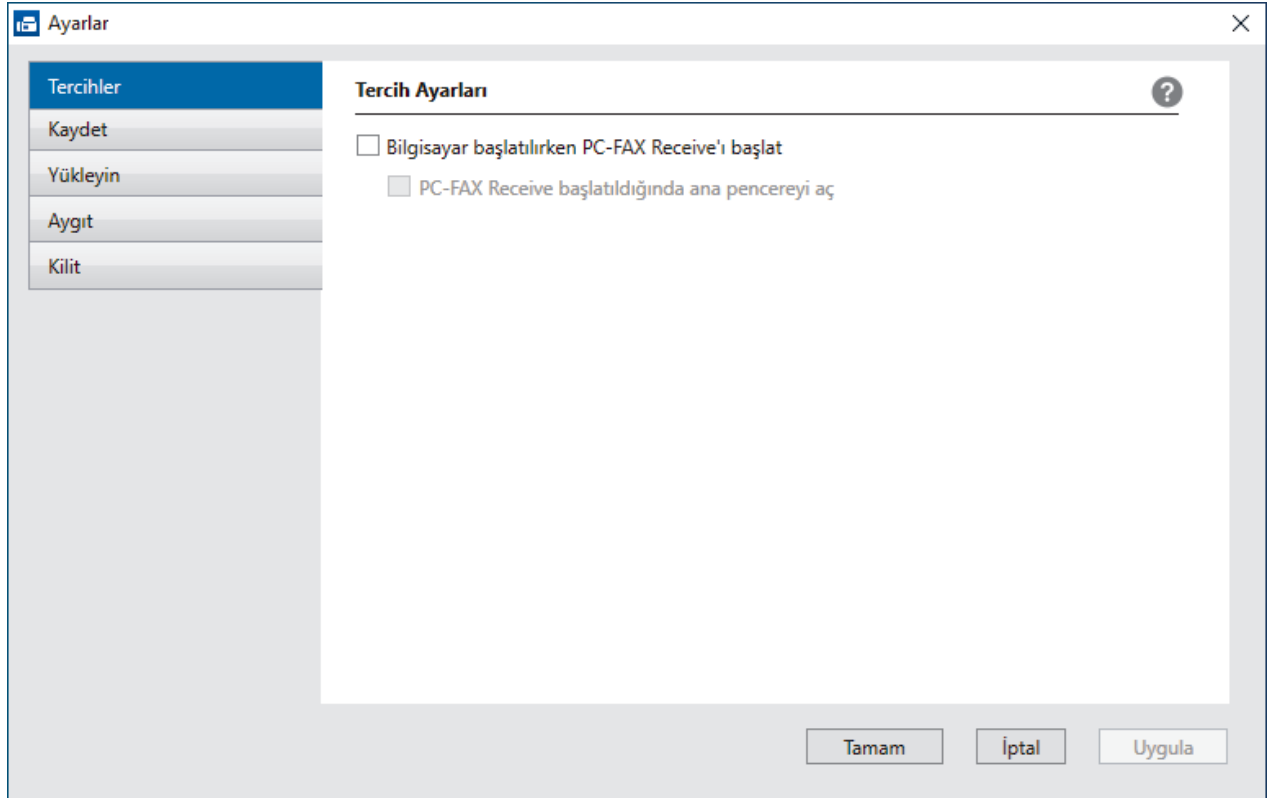 Ayarlar
Tercihler
Kaydet
Yükleyin
Aygıt
Kilit
Tercih Ayarları
?
Bilgisayar başlatılırken PC-FAX Receive'ı başlat
PC-FAX Receive başlatıldığında ana pencereyi aç
Tamam
İptal
Uygula